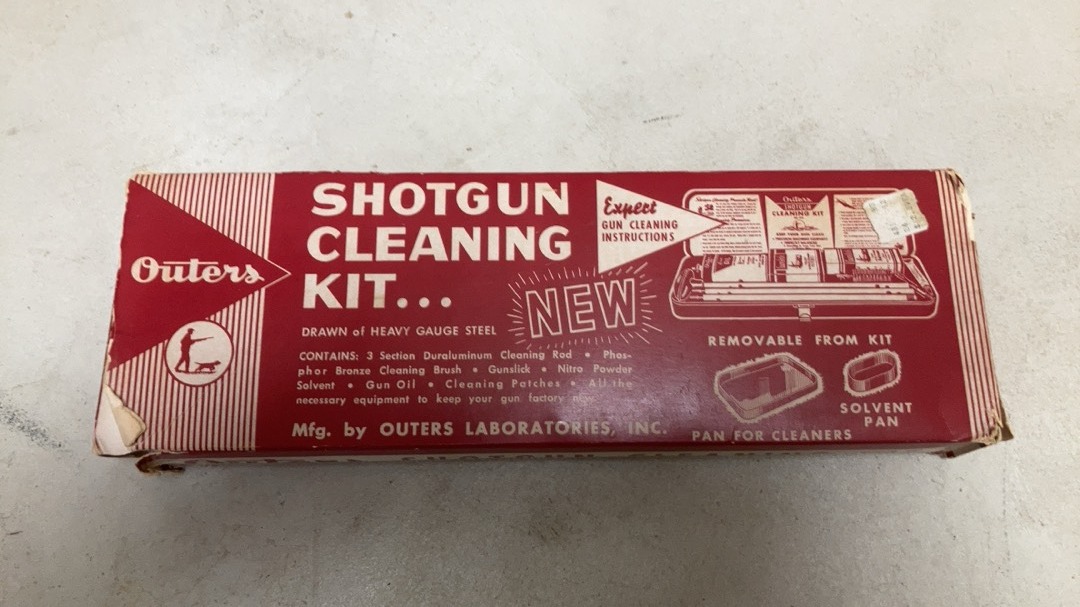 Outers
SHOTGUN
CLEANING
KIT...
DRAWN of HEAVY GAUGE STEEL
CONTAINS: 3 Section Duraluminum Cleaning Rod • Phos-
phor Bronze Cleaning Brush • Gunslick • Nitro Powder
Solvent • Gun Oil • Cleaning Patches • All the
necessary equipment to keep your gun factory new
Mfg. by OUTERS LABORATORIES, INC.
NEW
Expert
GUN CLEANING
INSTRUCTIONS
Outers
SHOTGUN
CLEANING KIT
REMOVABLE FROM KIT
SOLVENT
PAN
PAN FOR CLEANERS
SHOTGUN